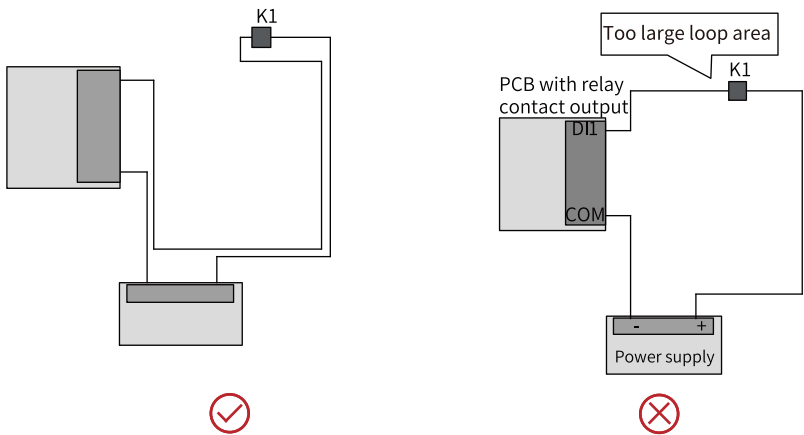 K1
Too large loop area
K1
PCB with relay
contact output
DI1
COM
- +
Power supply